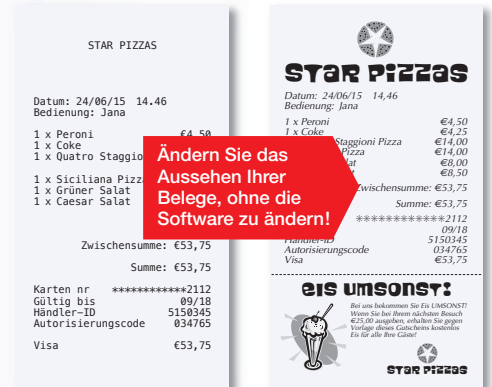 STAR PIZZAS
Datum: 24/06/15 14.46
Bedienung: Jana
1 x Peroni €4,50
1 x Coke
1 x Quatro Staggio
1 x Siciliana Pizz
1 x Grüner Salat
1 x Caesar Salat
Zwischensumme: €53,75
Summe: €53,75
Karten nr ************2112
Gültig bis 09/18
Händler-ID 5150345
Autorisierungscode 034765
Visa €53,75
Ändern Sie das
Aussehen Ihrer
Belege, ohne die
Software zu ändern!
STAR PIZZAS
Datum: 24/06/15 14,46
Bedienung: Jana
1 x Peroni €4,50
1 x Coke €4,25
Staggioni Pizza €14,00
Pizza €14,00
lat €8,00
€8,50
Zwischensumme: €53,75
Summe: €53,75
************2112
09/18
Händler-ID 5150345
Autorisierungscode 034765
Visa €53,75
eis UMSONST!
Bei uns bekommen Sie Eis UMSONST!
Wenn Sie bei Ihrem nächsten Besuch
€25,00 ausgeben, erhalten Sie gegen
Vorlage dieses Gutscheins kostenlos
Eis für alle Ihre Gäste!
STAR PIZZAS